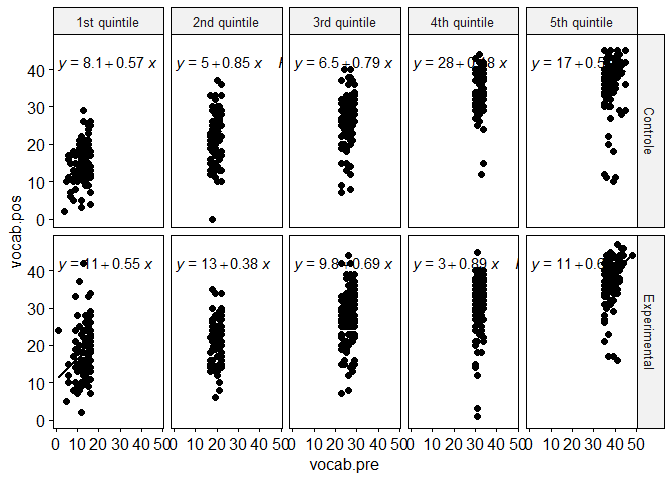 1st quintile 2nd quintile 3rd quintile 4th quintile 5th quintile
y = 8.1 + 0.57 x y = 5 + 0.85 x y = 6.5 + 0.79 x y = 28 + 0. y = 17 + 0.
Controle
40
30
20
10
0
vocab.pos
y = 11 + 0.55 x y = 13 + 0.38 x y = 9.8 + 0.69 x y = 3 + 0.89 x y = 11 + 0.
Experimental
40
30
20
10
0
0 10 20 30 40 50 0 10 20 30 40 50 0 10 20 30 40 50 0 10 20 30 40 50 0 10 20 30 40 50
vocab.pre